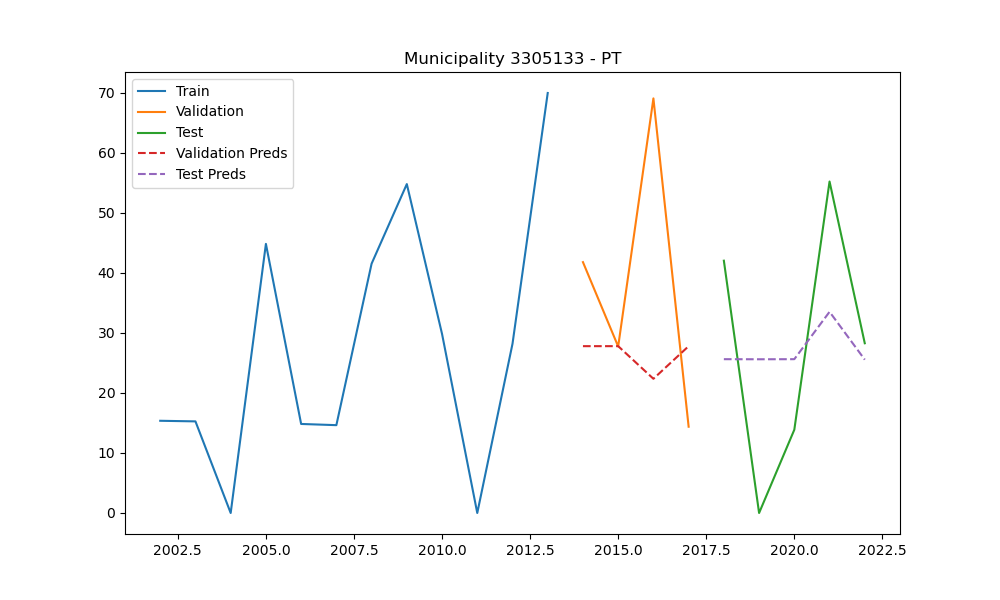 Municipality 3305133 - PT
Train
Validation
Test
Validation Preds
Test Preds
70
60
50
40
30
20
10
0
2002.5 2005.0 2007.5 2010.0 2012.5 2015.0 2017.5 2020.0 2022.5